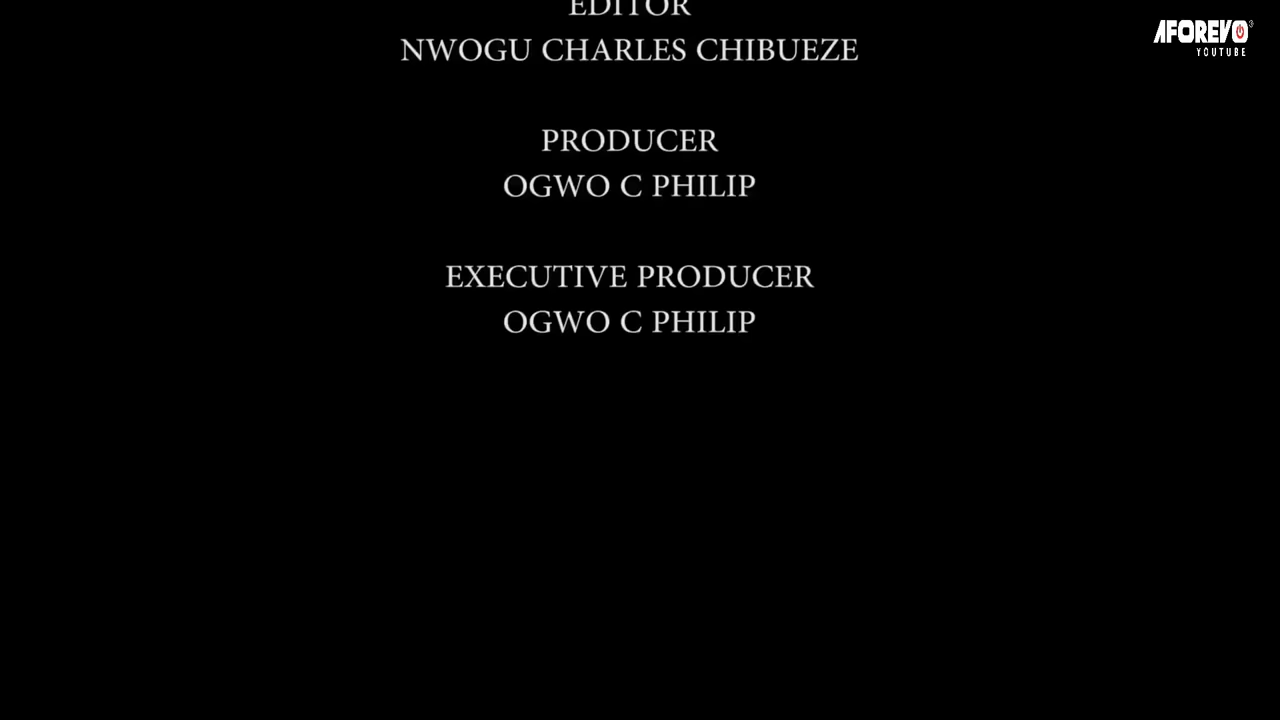 EDITOR
NWOGU CHARLES CHIBUEZE
PRODUCER
OGWO C PHILIP
EXECUTIVE PRODUCER
OGWO C PHILIP
AFOREVO
YOUTUBE